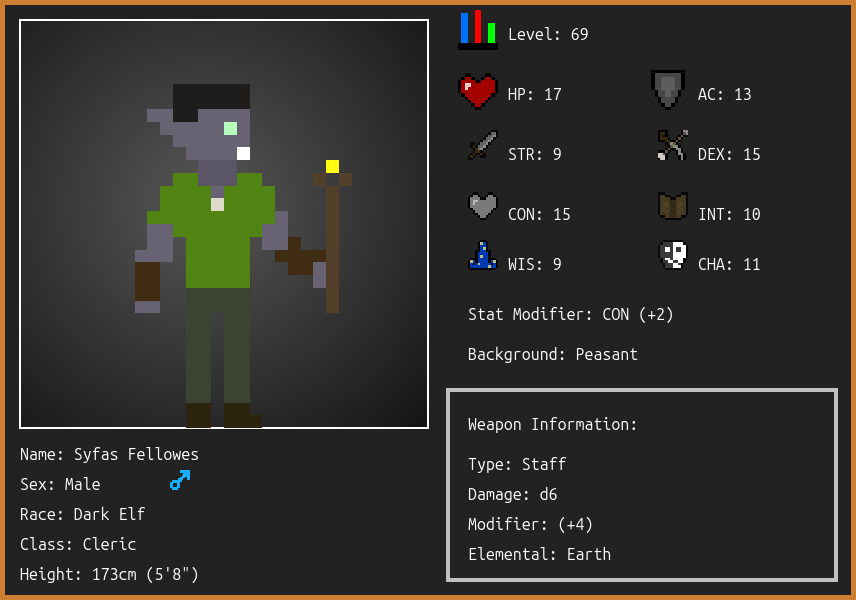 Level: 69
HP: 17
AC: 13
STR: 9
DEX: 15
CON: 15
INT: 10
WIS: 9
CHA: 11
Stat Modifier: CON (+2)
Background: Peasant
Weapon Information:
Type: Staff
Damage: d6
Modifier: (+4)
Elemental: Earth
Name: Syfas Fellowes
Sex: Male
Race: Dark Elf
Class: Cleric
Height: 173cm (5'8")